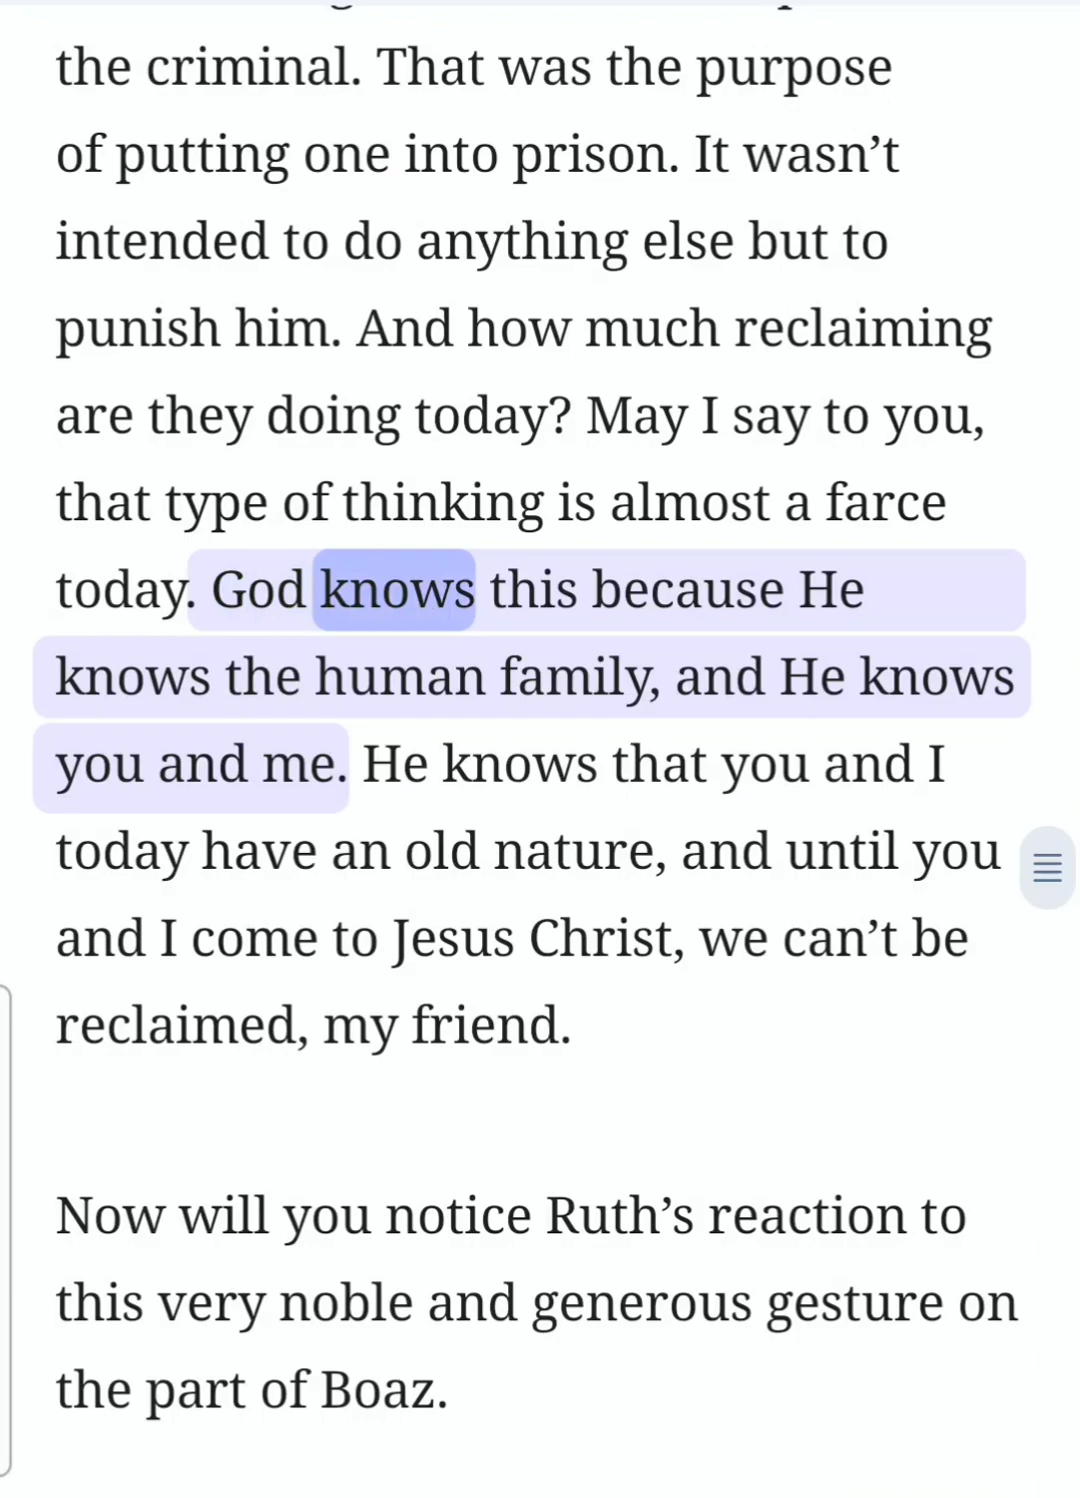 the criminal. That was the purpose
of putting one into prison. It wasn’t
intended to do anything else but to
punish him. And how much reclaiming
are they doing today? May I say to you,
that type of thinking is almost a farce
today. God knows this because He
knows the human family, and He knows
you and me. He knows that you and I
today have an old nature, and until you
and I come to Jesus Christ, we can’t be
reclaimed, my friend.
Now will you notice Ruth’s reaction to
this very noble and generous gesture on
the part of Boaz.